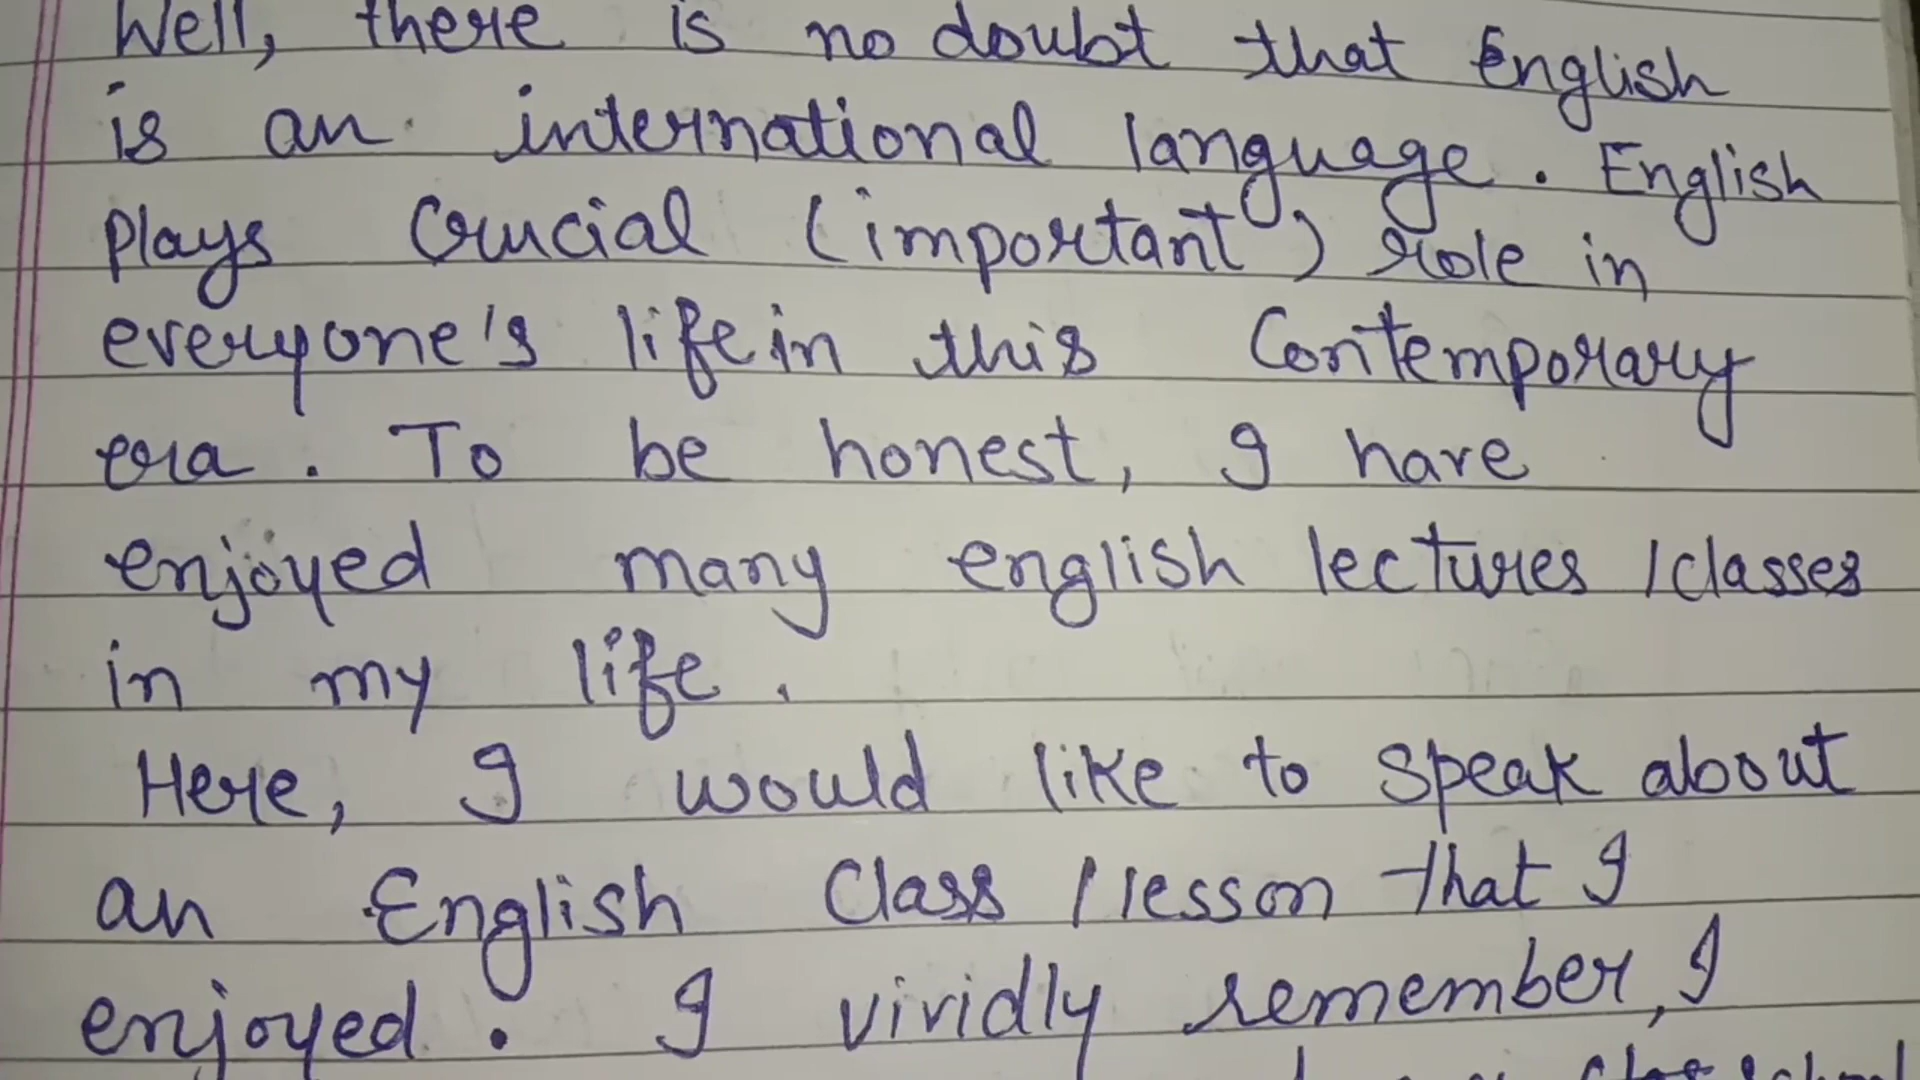 Well, there is no doubt that English
is an international language. English
plays crucial (important) role in
everyone's life in this Contemporary
era. To be honest, I have
enjoyed many english lectures /classes
in my life.
Here, I would like to speak about
an English Class /lesson that I
enjoyed. I vividly remember, I